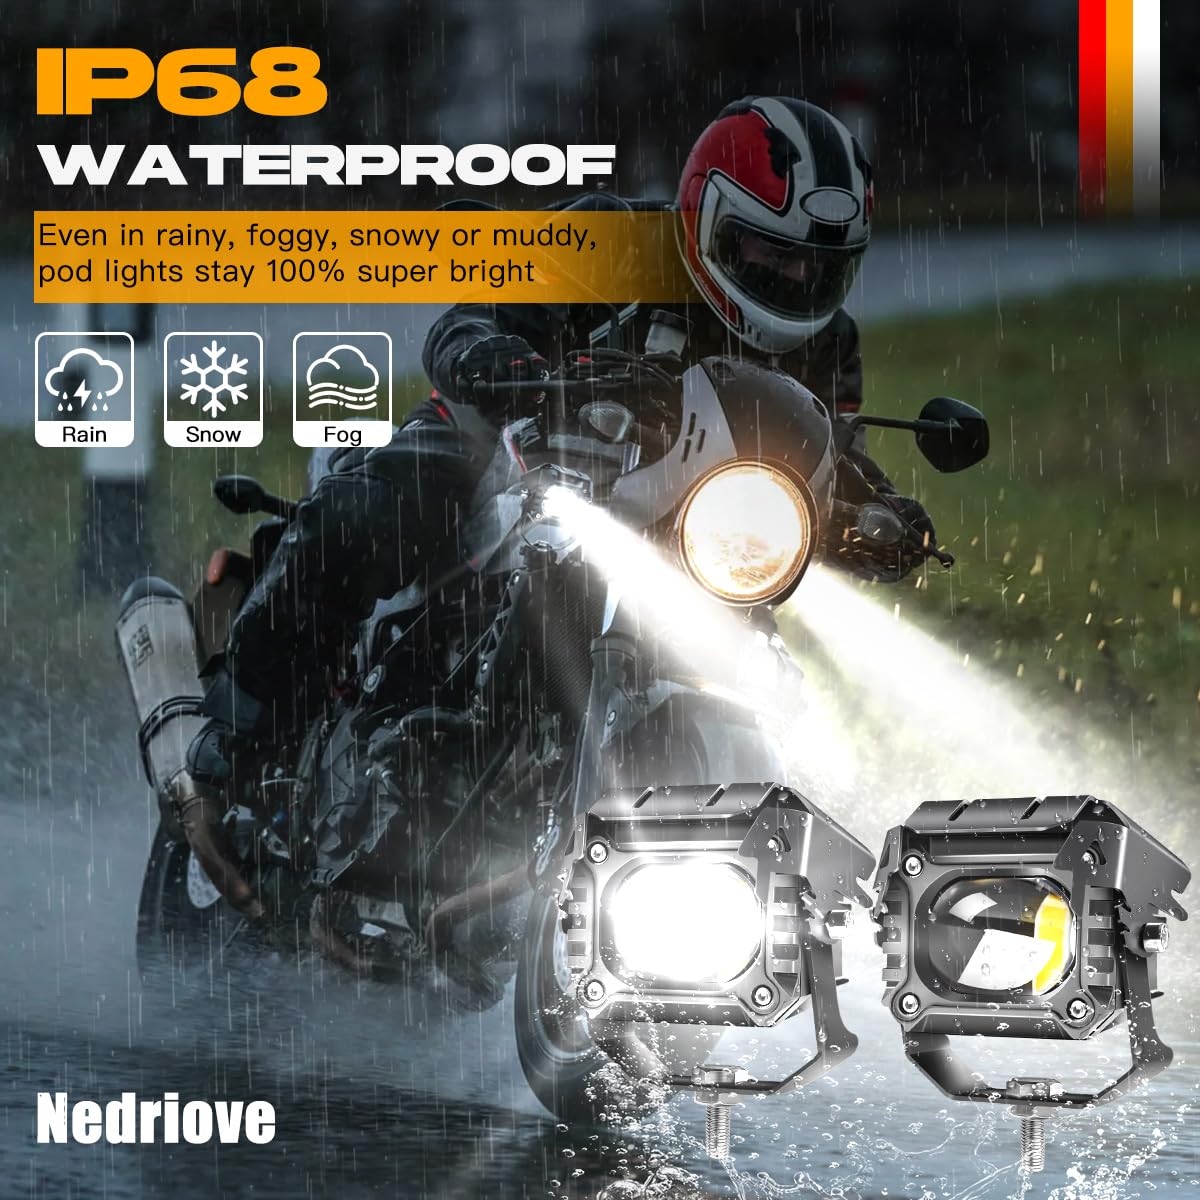 IP68
WATERPROOF
Even in rainy, foggy, snowy or muddy,
pod lights stay 100% super bright
Rain
Snow
Fog
Nedriove